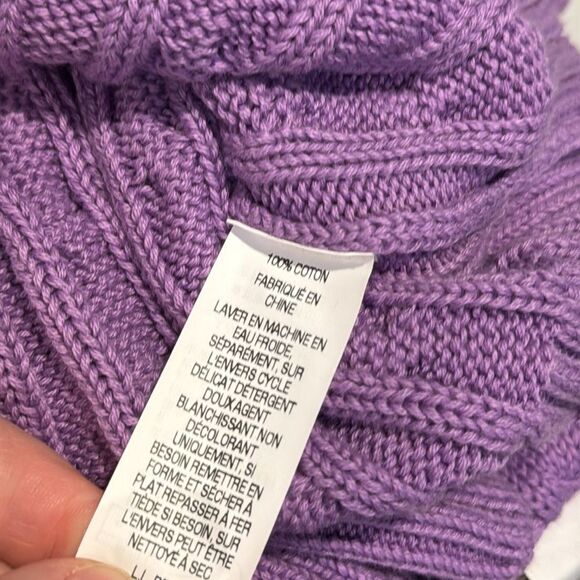 100% COTON
FABRIQUÉ EN
CHINE
LAVER EN MACHINE EN
EAU FROIDE,
SÉPARÉMENT, SUR
L'ENVERS CYCLE
DÉLICAT DÉTERGENT
DOUX AGENT
BLANCHISSANT NON
DÉCOLORANT
UNIQUEMENT, SI
BESOIN REMETTRE EN
FORME ET SÉCHER À
PLAT REPASSER À FER
TIÈDE SI BESOIN, SUR
L'ENVERS PEUT ÊTRE
NETTOYÉ À SEC
L.L.